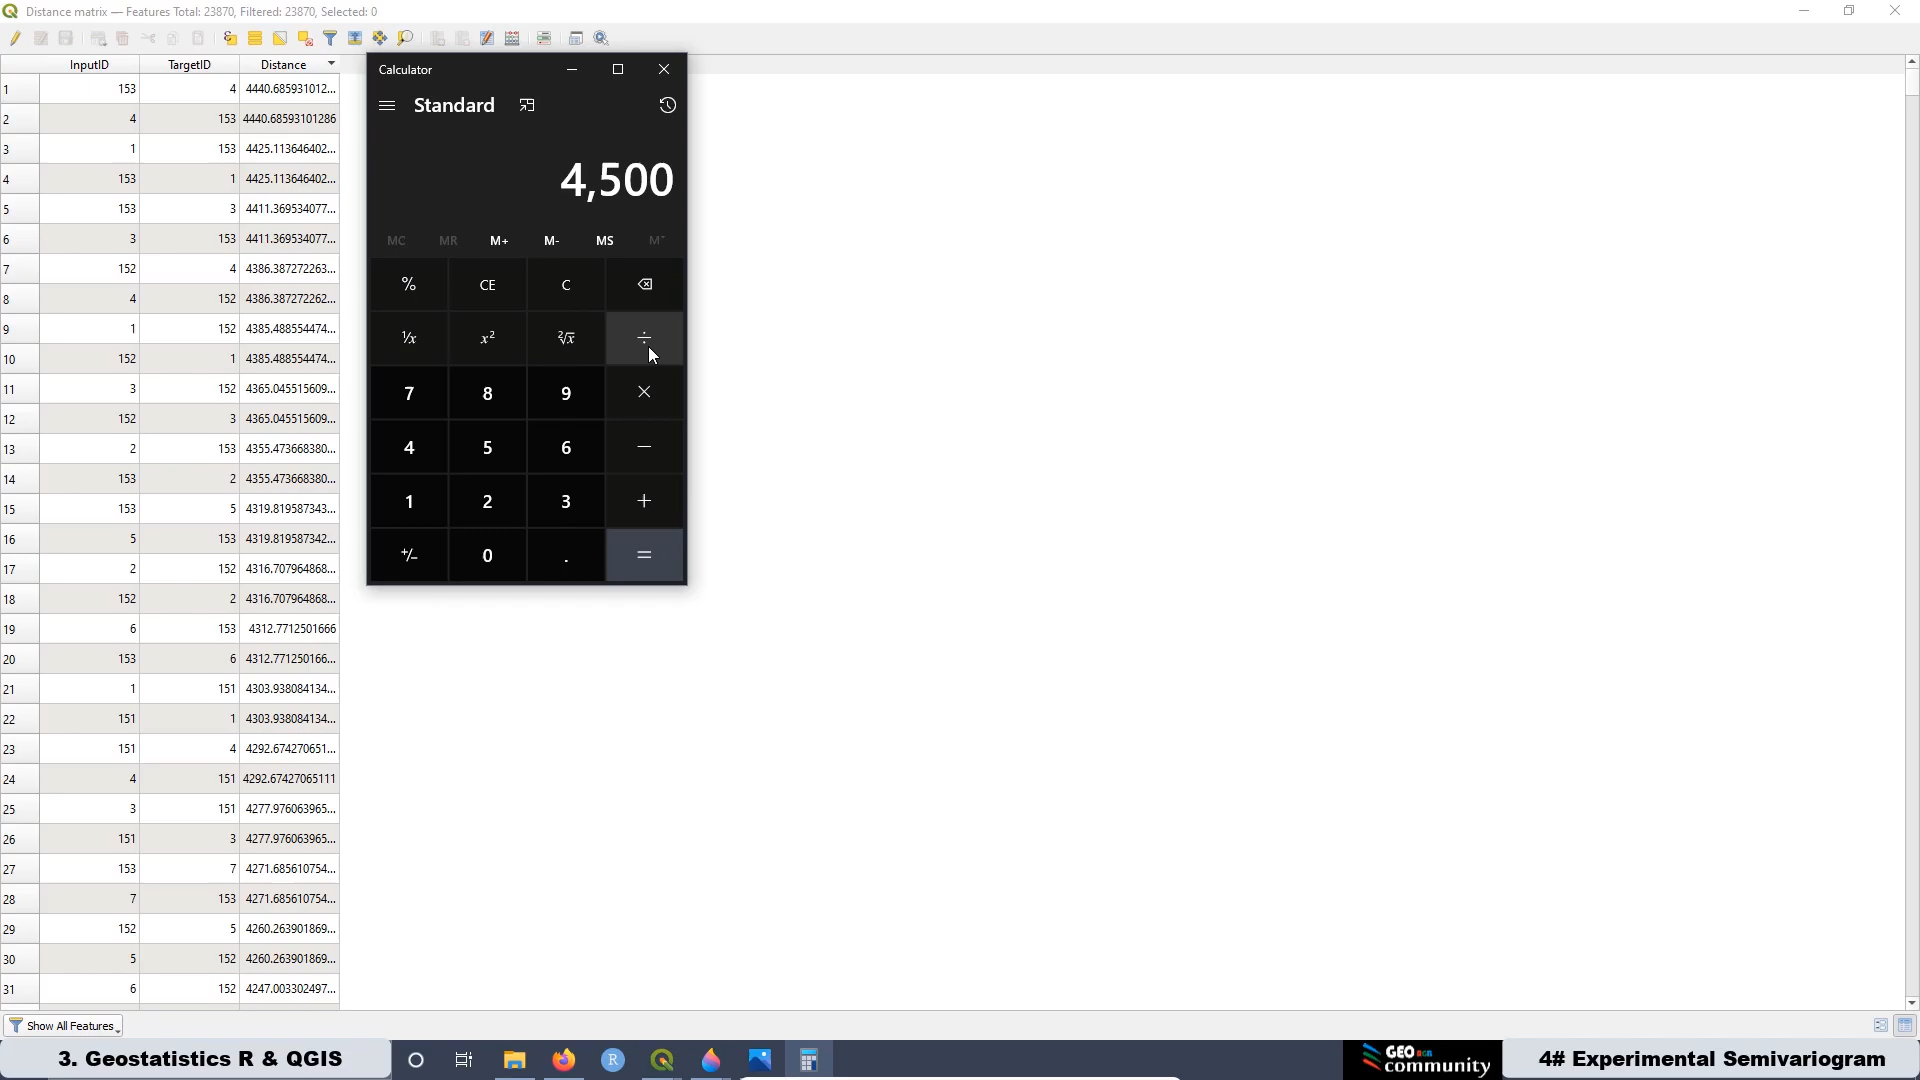 Distance matrix — Features Total: 23870, Filtered: 23870, Selected: 0
InputID TargetID Distance
1 153 4 4440.685931012...
2 4 153 4440.68593101286
3 1 153 4425.113646402...
4 153 1 4425.113646402...
5 153 3 4411.369534077...
6 3 153 4411.369534077...
7 152 4 4386.387272263...
8 4 152 4386.387272262...
9 1 152 4385.488554474...
10 152 1 4385.488554474...
11 3 152 4365.045515609...
12 152 3 4365.045515609...
13 2 153 4355.473668380...
14 153 2 4355.473668380...
15 153 5 4319.819587343...
16 5 153 4319.819587342...
17 2 152 4316.707964868...
18 152 2 4316.707964868...
19 6 153 4312.7712501666
20 153 6 4312.771250166...
21 1 151 4303.938084134...
22 151 1 4303.938084134...
23 151 4 4292.674270651...
24 4 151 4292.67427065111
25 3 151 4277.976063965...
26 151 3 4277.976063965...
27 153 7 4271.685610754...
28 7 153 4271.685610754...
29 152 5 4260.263901869...
30 5 152 4260.263901869...
31 6 152 4247.003302497...
Calculator
Standard
4,500
MC MR M+ M- MS M˅
% CE C
¹/x x² ²√x ÷
7 8 9 ×
4 5 6 −
1 2 3 +
+/− 0 . =
Show All Features
3. Geostatistics R & QGIS
R
GEO RGN
community
4# Experimental Semivariogram